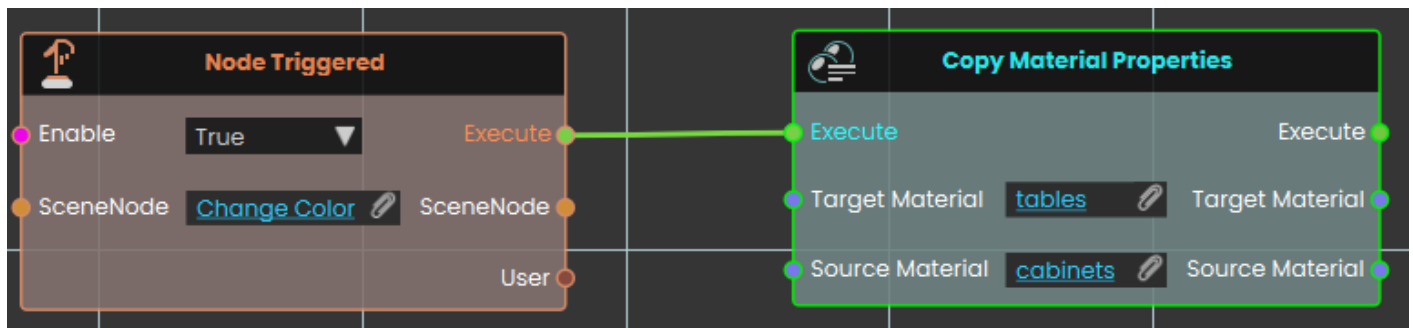 Node Triggered
Enable True Execute
SceneNode Change Color SceneNode
User
Copy Material Properties
Execute Execute
Target Material tables Target Material
Source Material cabinets Source Material